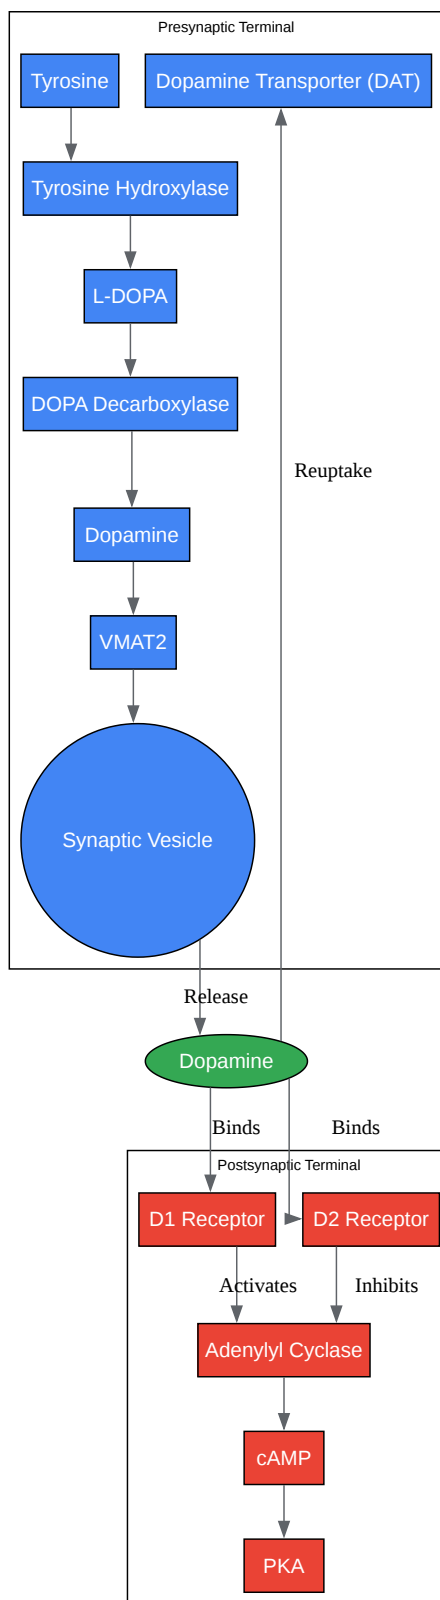 Presynaptic Terminal
Tyrosine
Dopamine Transporter (DAT)
Tyrosine Hydroxylase
L-DOPA
DOPA Decarboxylase
Reuptake
Dopamine
VMAT2
Synaptic Vesicle
Release
Dopamine
Binds
Binds
Postsynaptic Terminal
D1 Receptor
D2 Receptor
Activates
Inhibits
Adenylyl Cyclase
cAMP
PKA